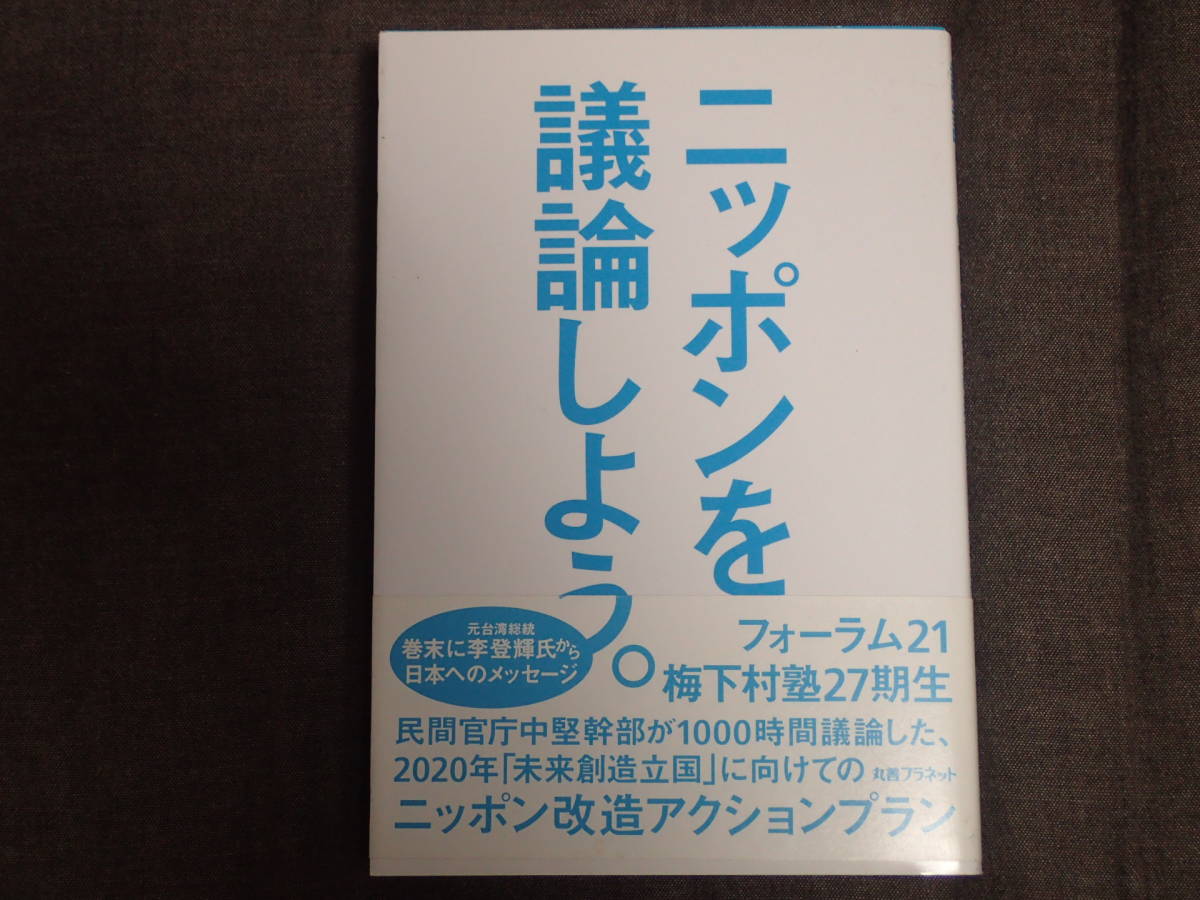 ニッポンを
議論しよう。
フォーラム21
梅下村塾27期生
元台湾総統
巻末に李登輝氏から
日本へのメッセージ
民間官庁中堅幹部が1000時間議論した、
2020年「未来創造立国」に向けての
丸善プラネット
ニッポン改造アクションプラン